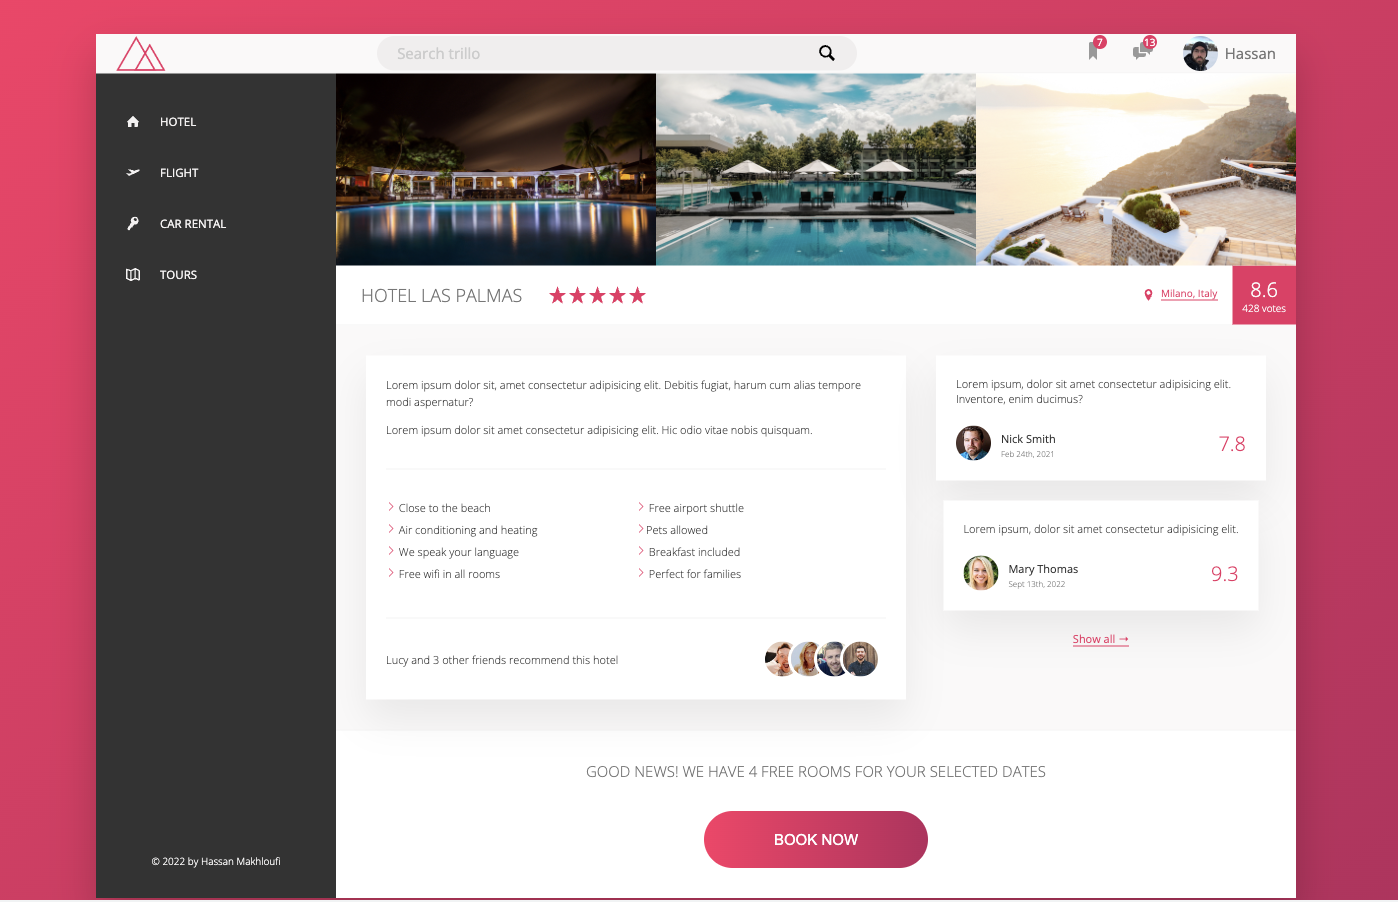 Search trillo
7
13
Hassan
HOTEL
FLIGHT
CAR RENTAL
TOURS
© 2022 by Hassan Makhloufi
HOTEL LAS PALMAS
Milano, Italy
8.6
428 votes
Lorem ipsum dolor sit, amet consectetur adipisicing elit. Debitis fugiat, harum cum alias tempore
modi aspernatur?
Lorem ipsum dolor sit amet consectetur adipisicing elit. Hic odio vitae nobis quisquam.
Close to the beach
Free airport shuttle
Air conditioning and heating
Pets allowed
We speak your language
Breakfast included
Free wifi in all rooms
Perfect for families
Lucy and 3 other friends recommend this hotel
Lorem ipsum, dolor sit amet consectetur adipisicing elit.
Inventore, enim ducimus?
Nick Smith
Feb 24th, 2021
7.8
Lorem ipsum, dolor sit amet consectetur adipisicing elit.
Mary Thomas
Sept 13th, 2022
9.3
Show all →
GOOD NEWS! WE HAVE 4 FREE ROOMS FOR YOUR SELECTED DATES
BOOK NOW